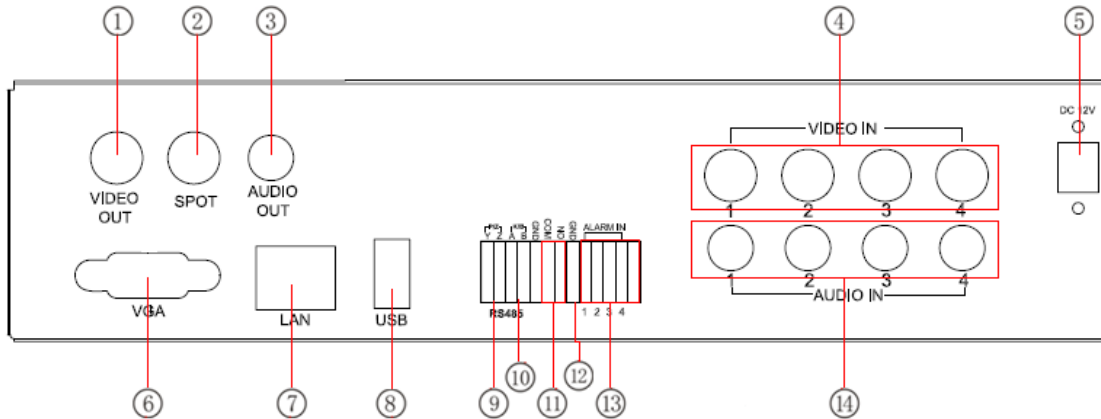 ① ② ③ ④ ⑤
DC 12V
VIDEO IN
VIDEO
OUT
SPOT
AUDIO
OUT
1 2 3 4
Y Z A B GND COM NO GND ALARM IN
1 2 3 4
AUDIO IN
VGA
LAN
USB
RS485
1 2 3 4
⑥ ⑦ ⑧ ⑨ ⑩ ⑪ ⑫ ⑬ ⑭